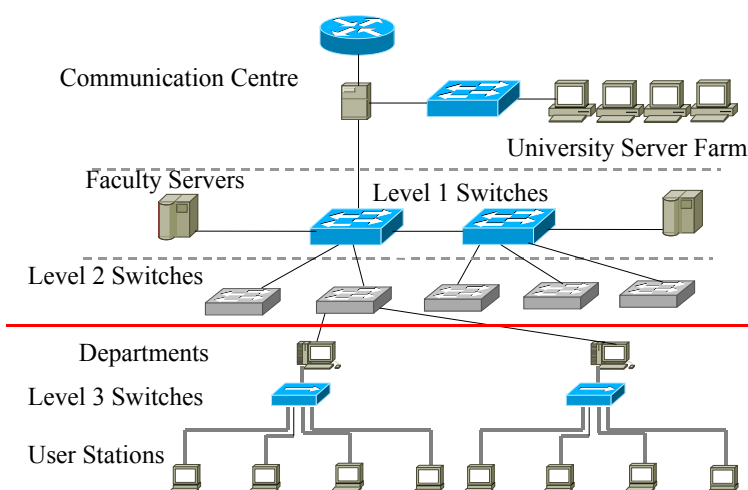 Communication Centre
University Server Farm
Faculty Servers
Level 1 Switches
Level 2 Switches
Departments
Level 3 Switches
User Stations